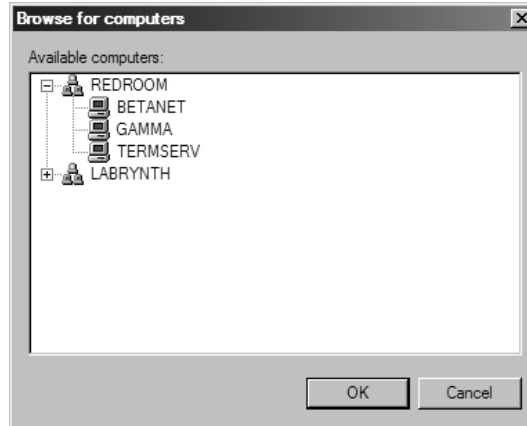 Browse for computers
Available computers:
REDROOM
BETANET
GAMMA
TERMSERV
LABRYNTH
OK Cancel